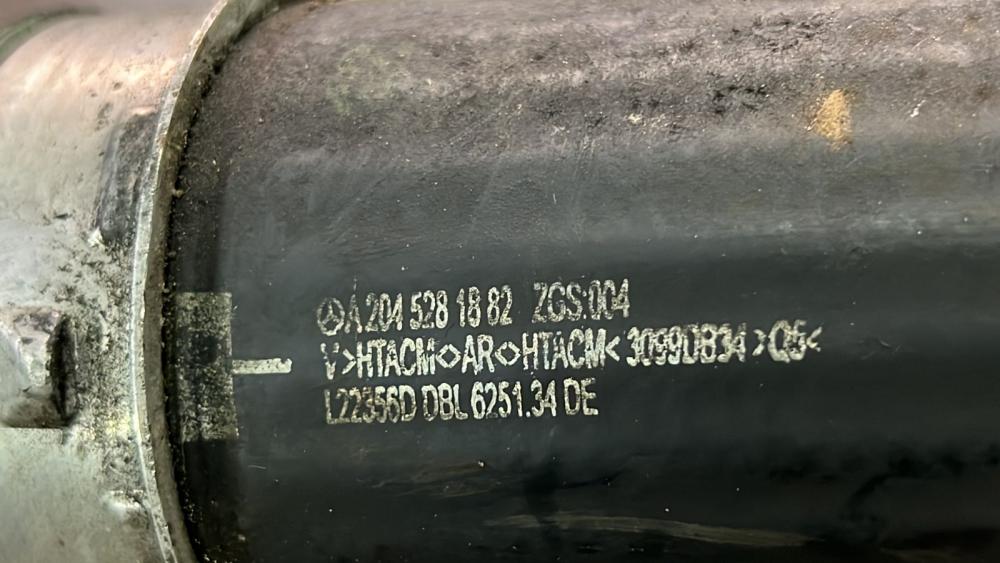 A 204 528 18 82 ZGS:004
V>HTACM<>AR<>HTACM< 3099DB34 >Q5<
L22356D DBL 6251.34 DE